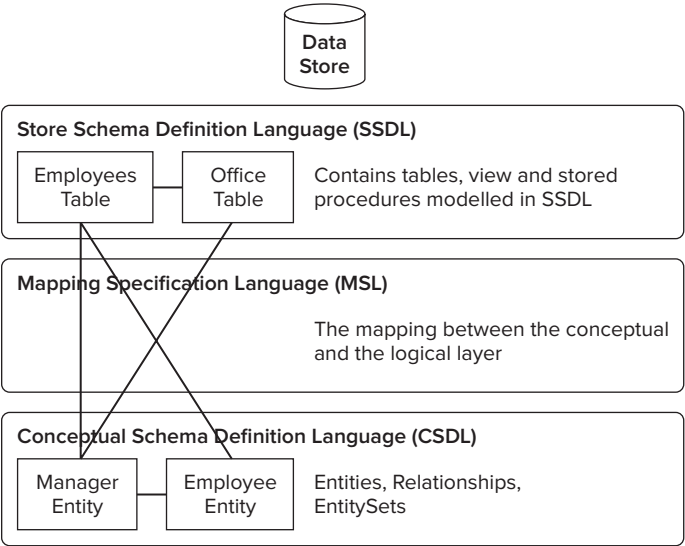 Data
Store
Store Schema Definition Language (SSDL)
Employees
Table
Office
Table
Contains tables, view and stored
procedures modelled in SSDL
Mapping Specification Language (MSL)
The mapping between the conceptual
and the logical layer
Conceptual Schema Definition Language (CSDL)
Manager
Entity
Employee
Entity
Entities, Relationships,
EntitySets